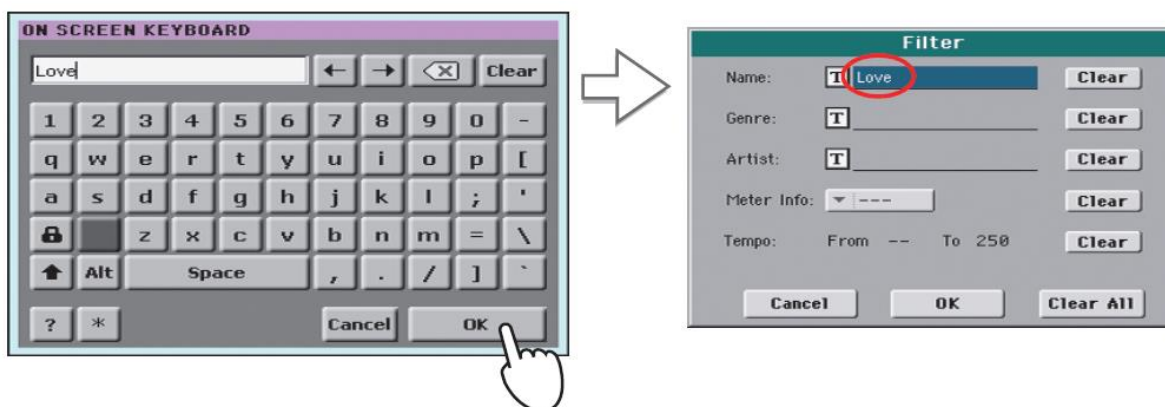 ON SCREEN KEYBOARD
Love
← → Clear
1 2 3 4 5 6 7 8 9 0 -
q w e r t y u i o p [
a s d f g h j k l ; '
z x c v b n m = \
Alt Space , . / ] `
? * Cancel OK
Filter
Name: T Love Clear
Genre: T Clear
Artist: T Clear
Meter Info: --- Clear
Tempo: From -- To 250 Clear
Cancel OK Clear All